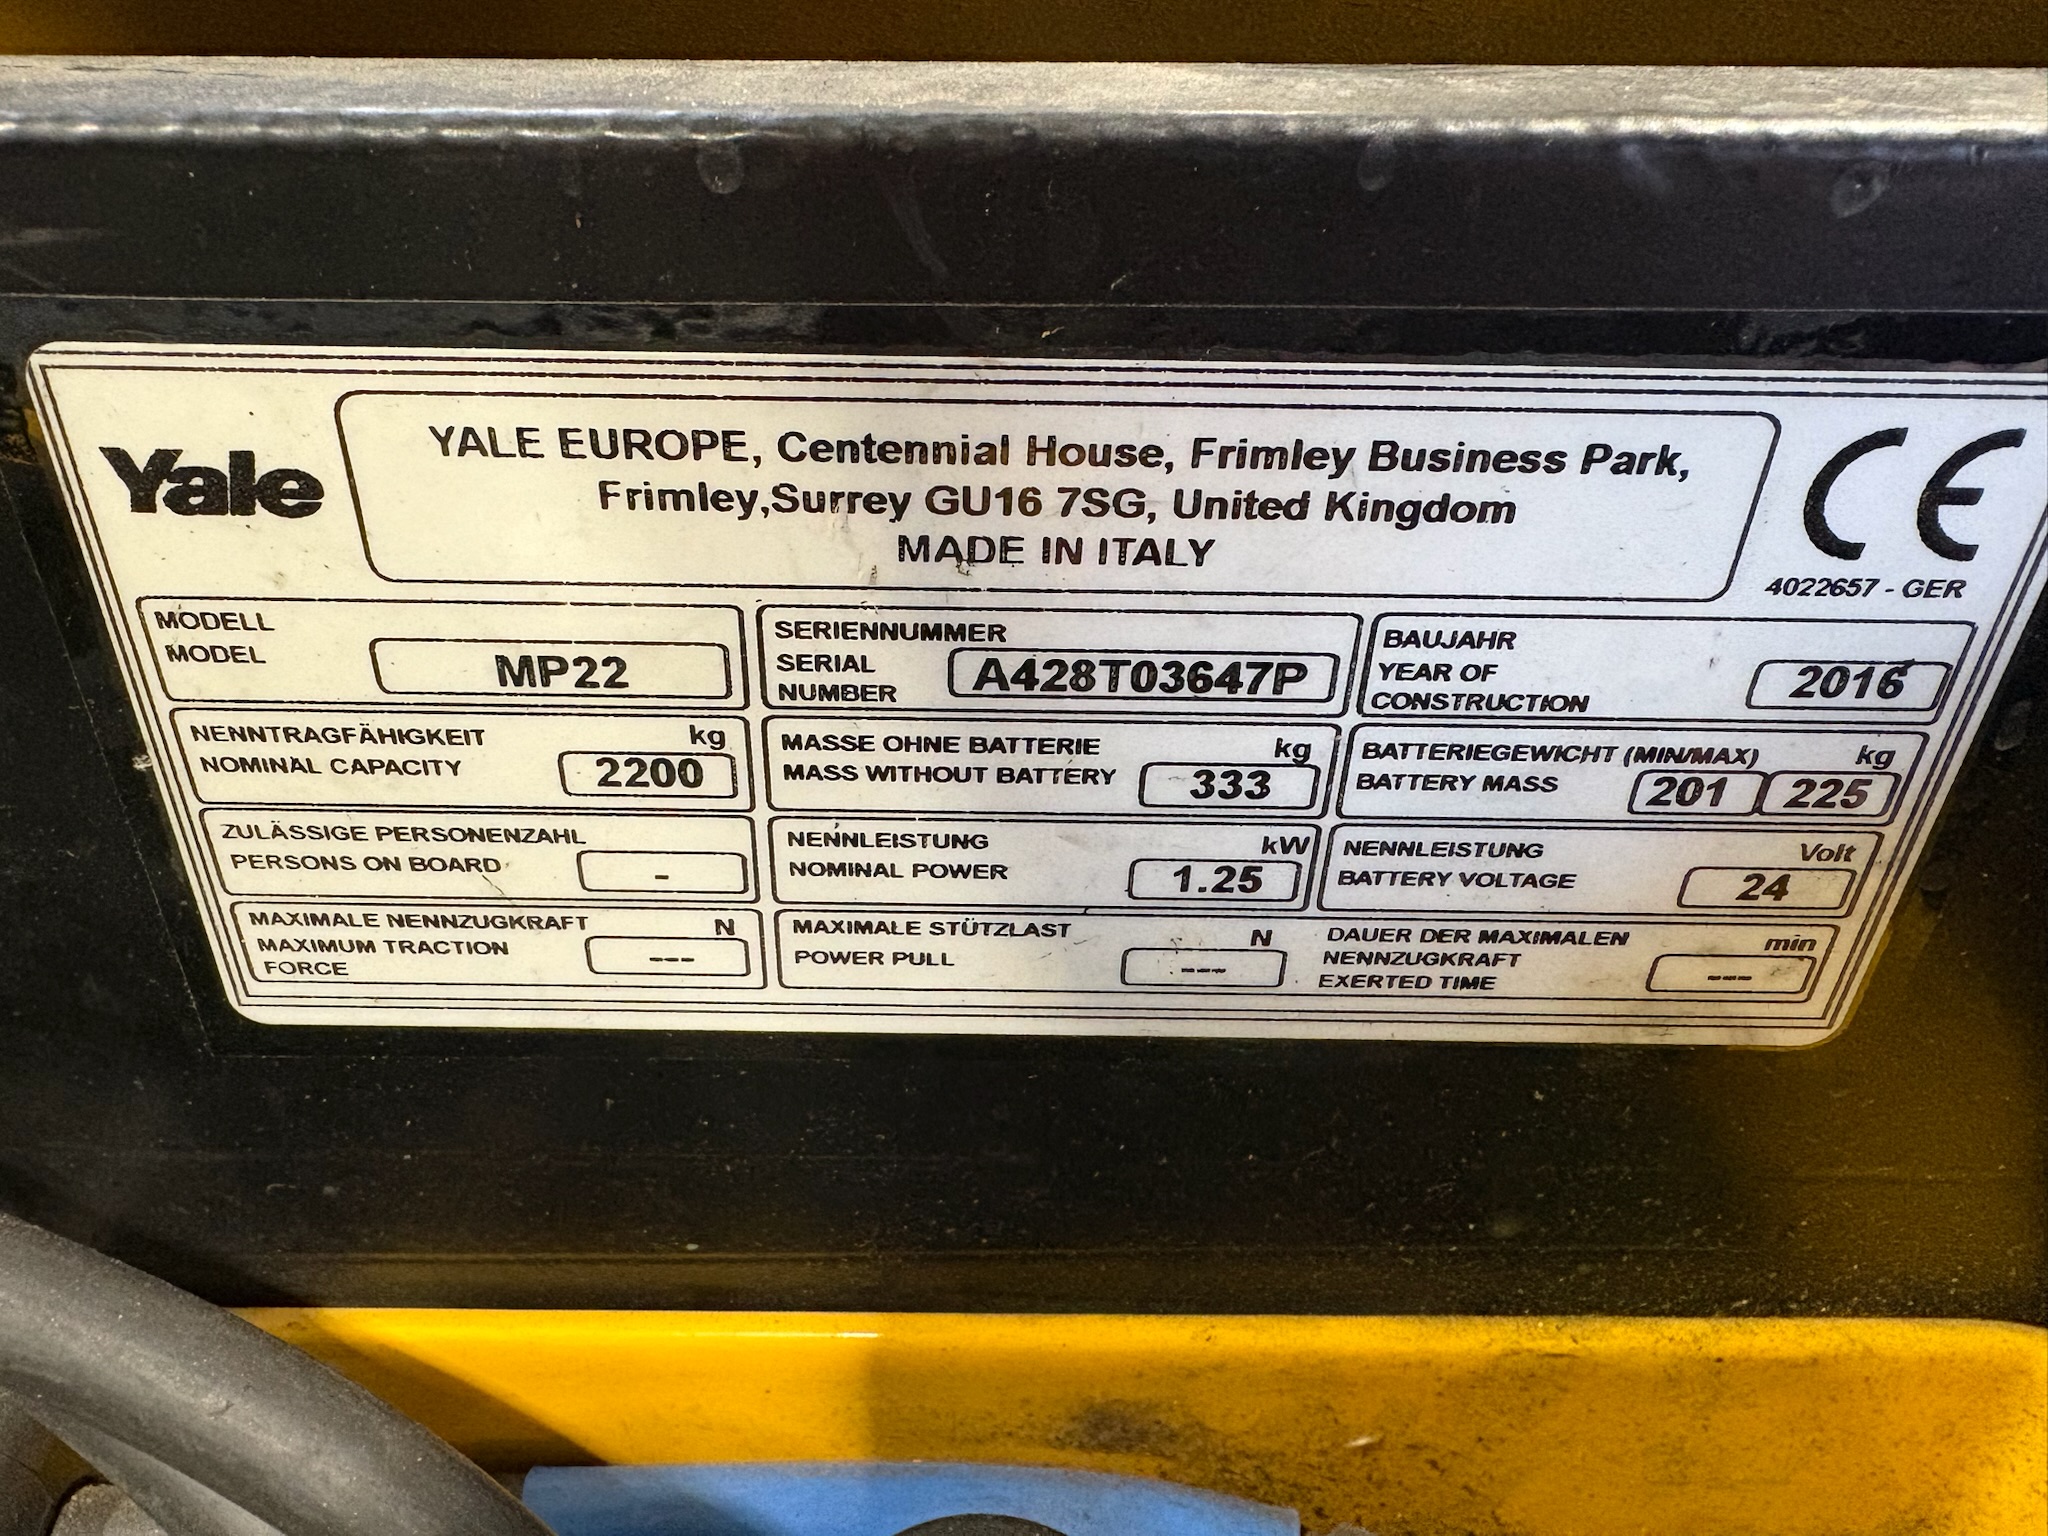 Yale
YALE EUROPE, Centennial House, Frimley Business Park,
Frimley,Surrey GU16 7SG, United Kingdom
MADE IN ITALY
CE
4022657 - GER
MODELL
MODEL
MP22
SERIENNUMMER
SERIAL
NUMBER
A428T03647P
BAUJAHR
YEAR OF
CONSTRUCTION
2016
NENNTRAGFÄHIGKEIT kg
NOMINAL CAPACITY
2200
MASSE OHNE BATTERIE kg
MASS WITHOUT BATTERY
333
BATTERIEGEWICHT (MIN/MAX) kg
BATTERY MASS
201 225
ZULÄSSIGE PERSONENZAHL
PERSONS ON BOARD
-
NENNLEISTUNG kW
NOMINAL POWER
1.25
NENNLEISTUNG Volt
BATTERY VOLTAGE
24
MAXIMALE NENNZUGKRAFT N
MAXIMUM TRACTION
FORCE
---
MAXIMALE STÜTZLAST N
POWER PULL
---
DAUER DER MAXIMALEN min
NENNZUGKRAFT
EXERTED TIME
---